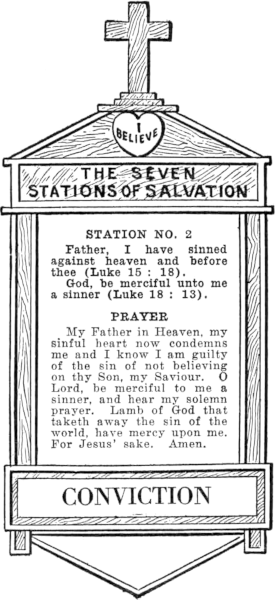 I
BELIEVE
THE SEVEN
STATIONS OF SALVATION
STATION NO. 2
Father, I have sinned
against heaven and before
thee (Luke 15 : 18).
God, be merciful unto me
a sinner (Luke 18 : 13).
PRAYER
My Father in Heaven, my
sinful heart now condemns
me and I know I am guilty
of the sin of not believing
on thy Son, my Saviour. O
Lord, be merciful to me a
sinner, and hear my solemn
prayer. Lamb of God that
taketh away the sin of the
world, have mercy upon me.
For Jesus' sake. Amen.
CONVICTION